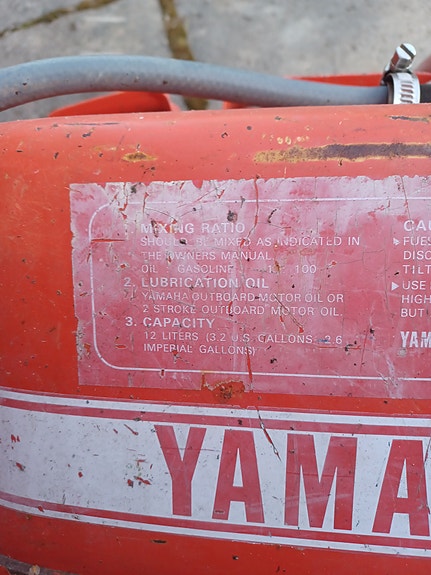 1. MIXING RATIO
SHOULD BE MIXED AS INDICATED IN
THE OWNERS MANUAL
OIL : GASOLINE 100
2. LUBRICATION OIL
YAMAHA OUTBOARD MOTOR OIL OR
2 STROKE OUTBOARD MOTOR OIL.
3. CAPACITY
12 LITERS (3.2 U.S. GALLONS 2.6
IMPERIAL GALLONS)
CAU
FUE
DISC
TILT
USE
HIGH
BUT
YAM
YAMA